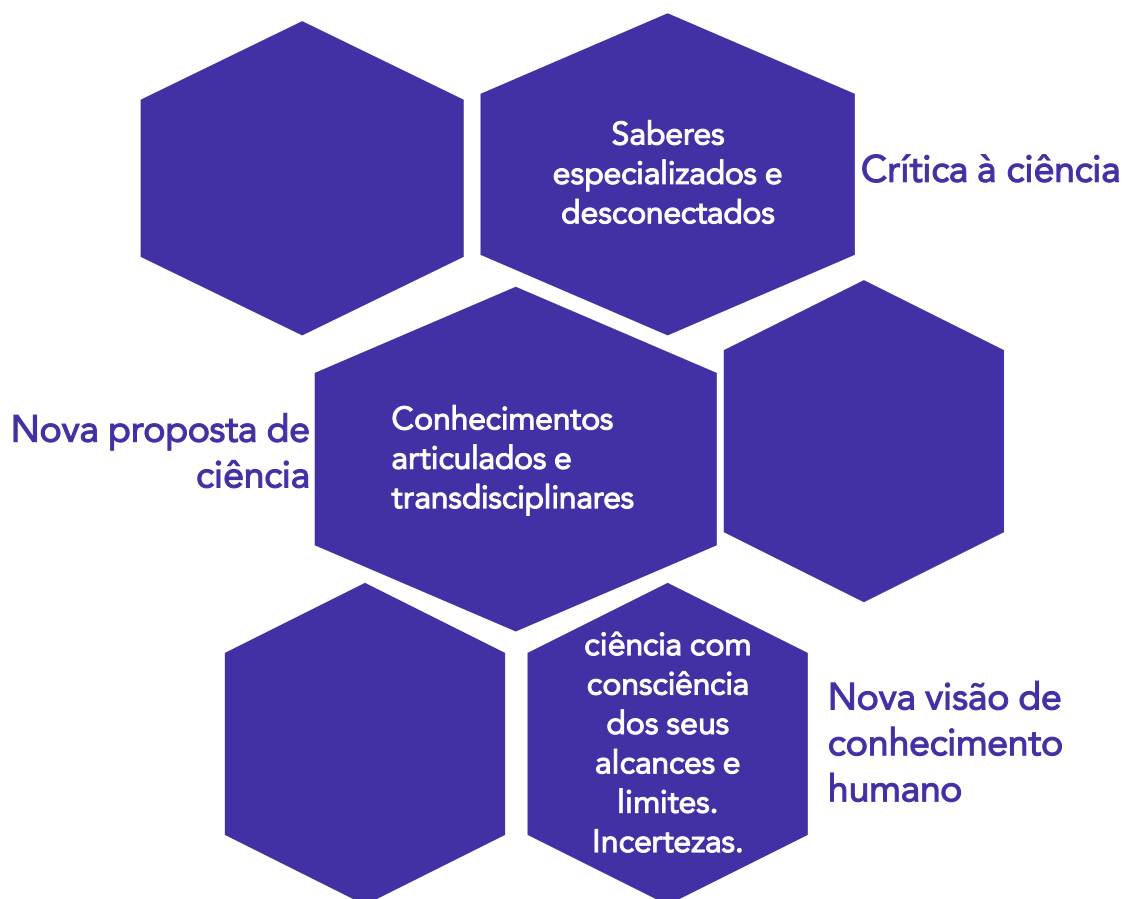 Saberes
especializados e
desconectados
Crítica à ciência
Nova proposta de
ciência
Conhecimentos
articulados e
transdisciplinares
ciência com
consciência
dos seus
alcances e
limites.
Incertezas.
Nova visão de
conhecimento
humano